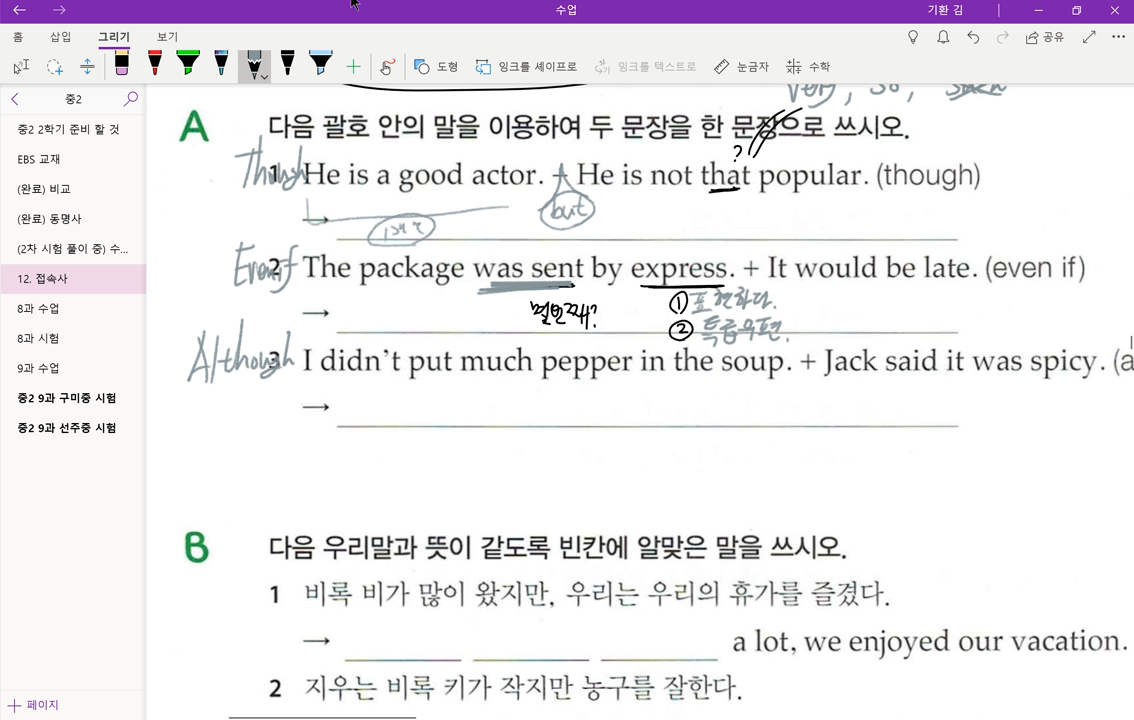 수업
기환 김
홈 삽입 그리기 보기
도형 잉크를 셰이프로 잉크를 텍스트로 눈금자 수학 공유
중2
중2 2학기 준비 할 것
EBS 교재
(완료) 비교
(완료) 동명사
(2차 시험 풀이 중) 수...
12. 접속사
8과 수업
8과 시험
9과 수업
중2 9과 구미중 시험
중2 9과 선주중 시험
페이지
very, so,
A 다음 괄호 안의 말을 이용하여 두 문장을 한 문장으로 쓰시오.
?
Though
1 He is a good actor. + He is not that popular. (though)
but
→
Even if
2 The package was sent by express. + It would be late. (even if)
몇번째?
① 표현하다.
→
② 특급우편.
Although
3 I didn't put much pepper in the soup. + Jack said it was spicy. (a
→
B 다음 우리말과 뜻이 같도록 빈칸에 알맞은 말을 쓰시오.
1 비록 비가 많이 왔지만, 우리는 우리의 휴가를 즐겼다.
→ a lot, we enjoyed our vacation.
2 지우는 비록 키가 작지만 농구를 잘한다.